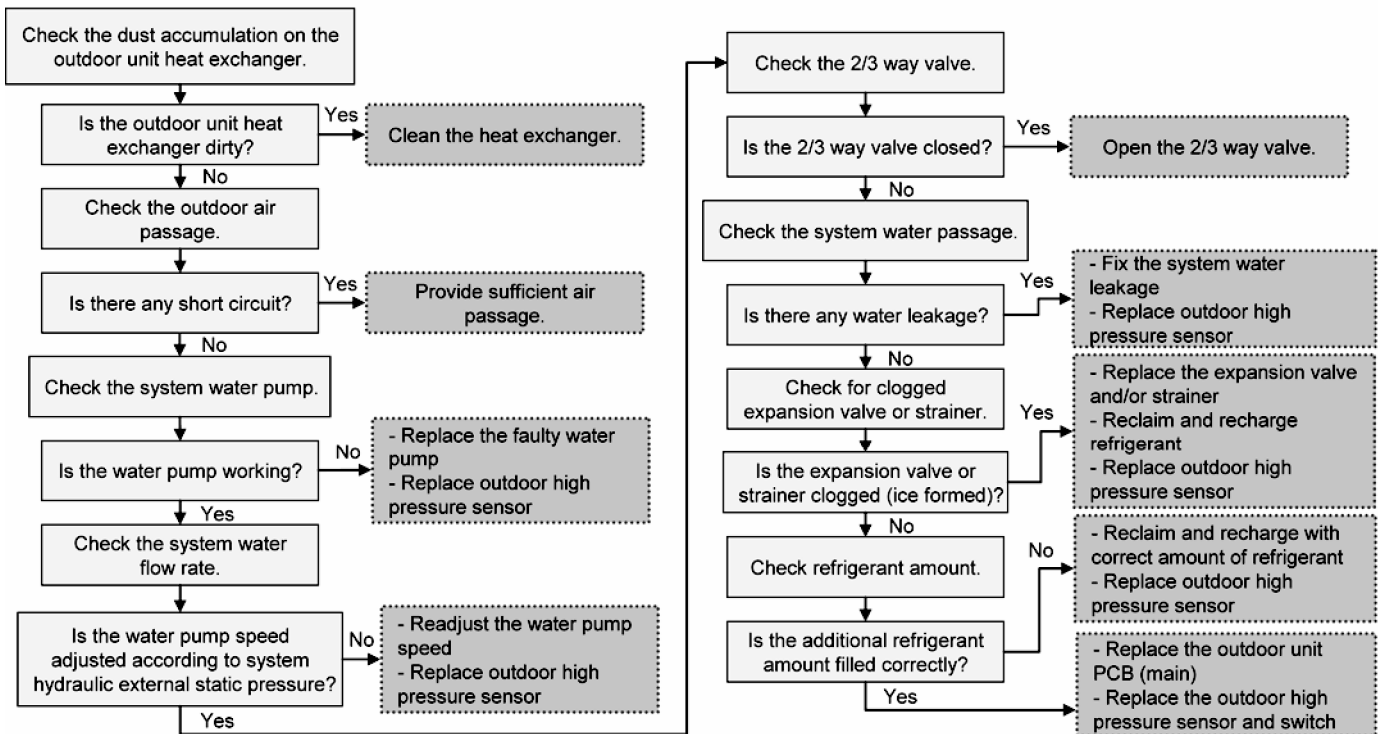 Check the dust accumulation on the
outdoor unit heat exchanger.
Is the outdoor unit heat
exchanger dirty?
Yes
Clean the heat exchanger.
No
Check the outdoor air
passage.
Is there any short circuit?
Yes
Provide sufficient air
passage.
No
Check the system water pump.
Is the water pump working?
No
- Replace the faulty water
pump
- Replace outdoor high
pressure sensor
Yes
Check the system water
flow rate.
Is the water pump speed
adjusted according to system
hydraulic external static pressure?
No
- Readjust the water pump
speed
- Replace outdoor high
pressure sensor
Yes
Check the 2/3 way valve.
Is the 2/3 way valve closed?
Yes
Open the 2/3 way valve.
No
Check the system water passage.
Is there any water leakage?
Yes
- Fix the system water
leakage
- Replace outdoor high
pressure sensor
No
Check for clogged
expansion valve or strainer.
Is the expansion valve or
strainer clogged (ice formed)?
Yes
- Replace the expansion valve
and/or strainer
- Reclaim and recharge
refrigerant
- Replace outdoor high
pressure sensor
No
Check refrigerant amount.
Is the additional refrigerant
amount filled correctly?
No
- Reclaim and recharge with
correct amount of refrigerant
- Replace outdoor high
pressure sensor
Yes
- Replace the outdoor unit
PCB (main)
- Replace the outdoor high
pressure sensor and switch